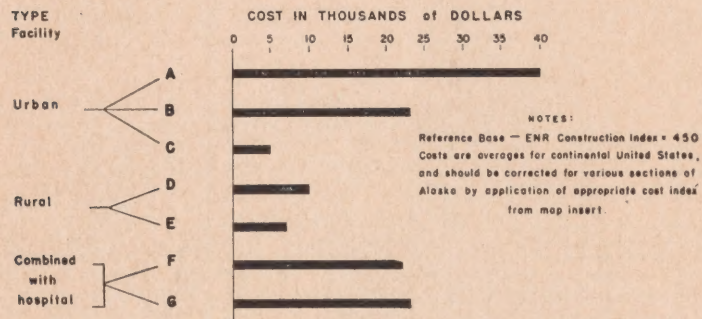 TYPE
Facility
COST IN THOUSANDS of DOLLARS
0 5 10 15 20 25 30 35 40
Urban
A
B
C
Rural
D
E
Combined
with
hospital
F
G
NOTES:
Reference Base — ENR Construction Index = 450
Costs are averages for continental United States,
and should be corrected for various sections of
Alaska by application of appropriate cost index
from map insert.